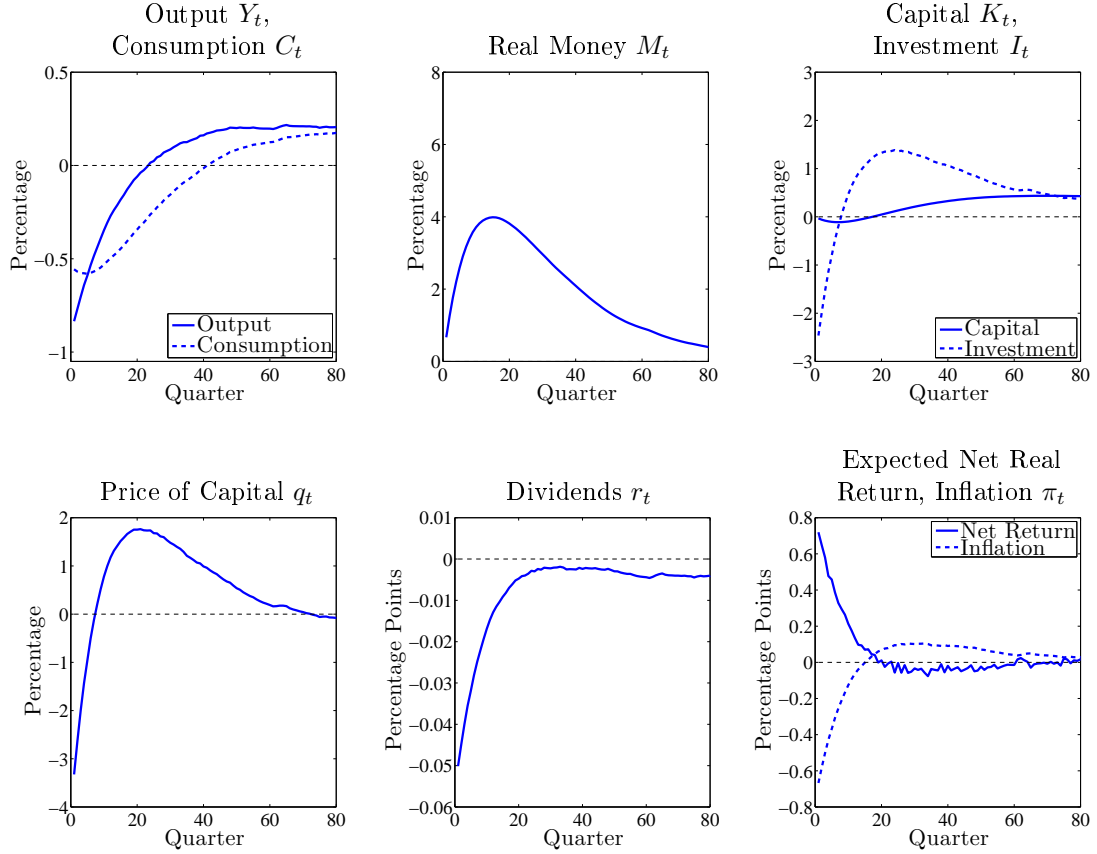 Output Y_t,
Consumption C_t
Percentage
0.5
0
−0.5
−1
Output
Consumption
0 20 40 60 80
Quarter
Real Money M_t
Percentage
8
6
4
2
0
0 20 40 60 80
Quarter
Capital K_t,
Investment I_t
Percentage
3
2
1
0
−1
−2
−3
Capital
Investment
0 20 40 60 80
Quarter
Price of Capital q_t
Percentage
2
1
0
−1
−2
−3
−4
0 20 40 60 80
Quarter
Dividends r_t
Percentage Points
0.01
0
−0.01
−0.02
−0.03
−0.04
−0.05
−0.06
0 20 40 60 80
Quarter
Expected Net Real
Return, Inflation π_t
Percentage Points
0.8
0.6
0.4
0.2
0
−0.2
−0.4
−0.6
−0.8
Net Return
Inflation
0 20 40 60 80
Quarter